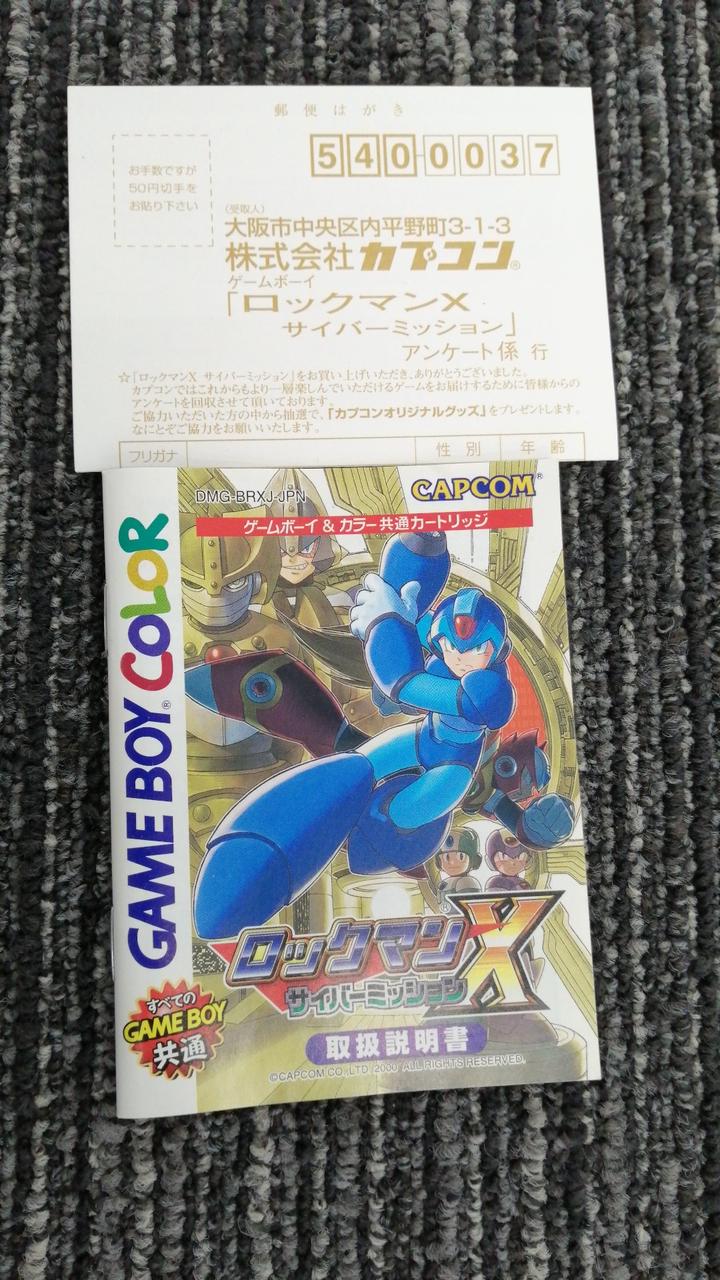 郵便はがき
540-0037
お手数ですが
50円切手を
お貼り下さい
(受取人)
大阪市中央区内平野町3-1-3
株式会社カプコン®
ゲームボーイ
「ロックマンX
サイバーミッション」
アンケート係 行
☆「ロックマンX サイバーミッション」をお買い上げいただき、ありがとうございました。
カプコンではこれからもより一層楽しんでいただけるゲームをお届けするために皆様からの
アンケートを回収させて頂いております。
ご協力いただいた方の中から抽選で、「カプコンオリジナルグッズ」をプレゼントします。
なにとぞご協力をお願いいたします。
フリガナ
性別
年齢
DMG-BRXJ-JPN
CAPCOM®
ゲームボーイ&カラー共通カートリッジ
GAME BOY® COLOR
ロックマンX
サイバーミッション
すべての
GAME BOY
共通
取扱説明書
©CAPCOM CO.,LTD. 2000 ALL RIGHTS RESERVED.